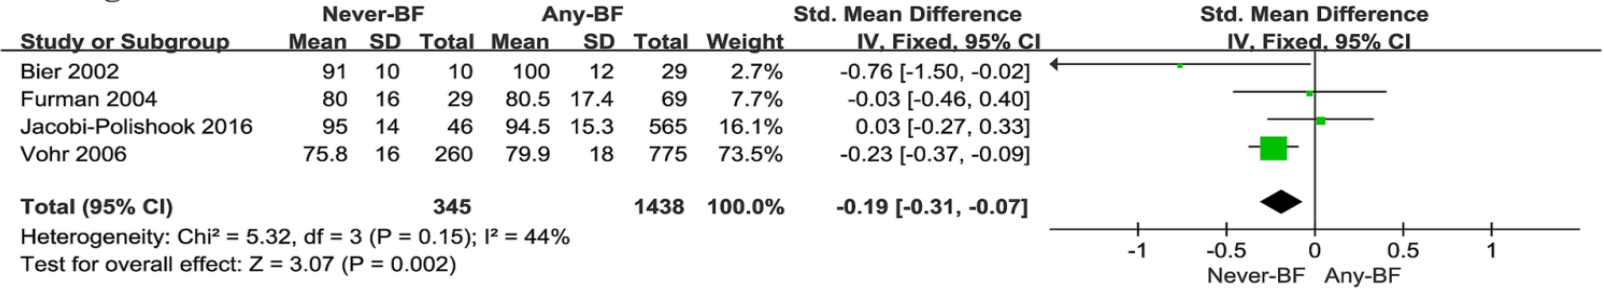 Never-BF Any-BF Std. Mean Difference Std. Mean Difference
Study or Subgroup Mean SD Total Mean SD Total Weight IV, Fixed, 95% CI IV, Fixed, 95% CI
Bier 2002 91 10 10 100 12 29 2.7% -0.76 [-1.50, -0.02]
Furman 2004 80 16 29 80.5 17.4 69 7.7% -0.03 [-0.46, 0.40]
Jacobi-Polishook 2016 95 14 46 94.5 15.3 565 16.1% 0.03 [-0.27, 0.33]
Vohr 2006 75.8 16 260 79.9 18 775 73.5% -0.23 [-0.37, -0.09]
Total (95% CI) 345 1438 100.0% -0.19 [-0.31, -0.07]
Heterogeneity: Chi² = 5.32, df = 3 (P = 0.15); I² = 44%
Test for overall effect: Z = 3.07 (P = 0.002)
-1 -0.5 0 0.5 1
Never-BF Any-BF